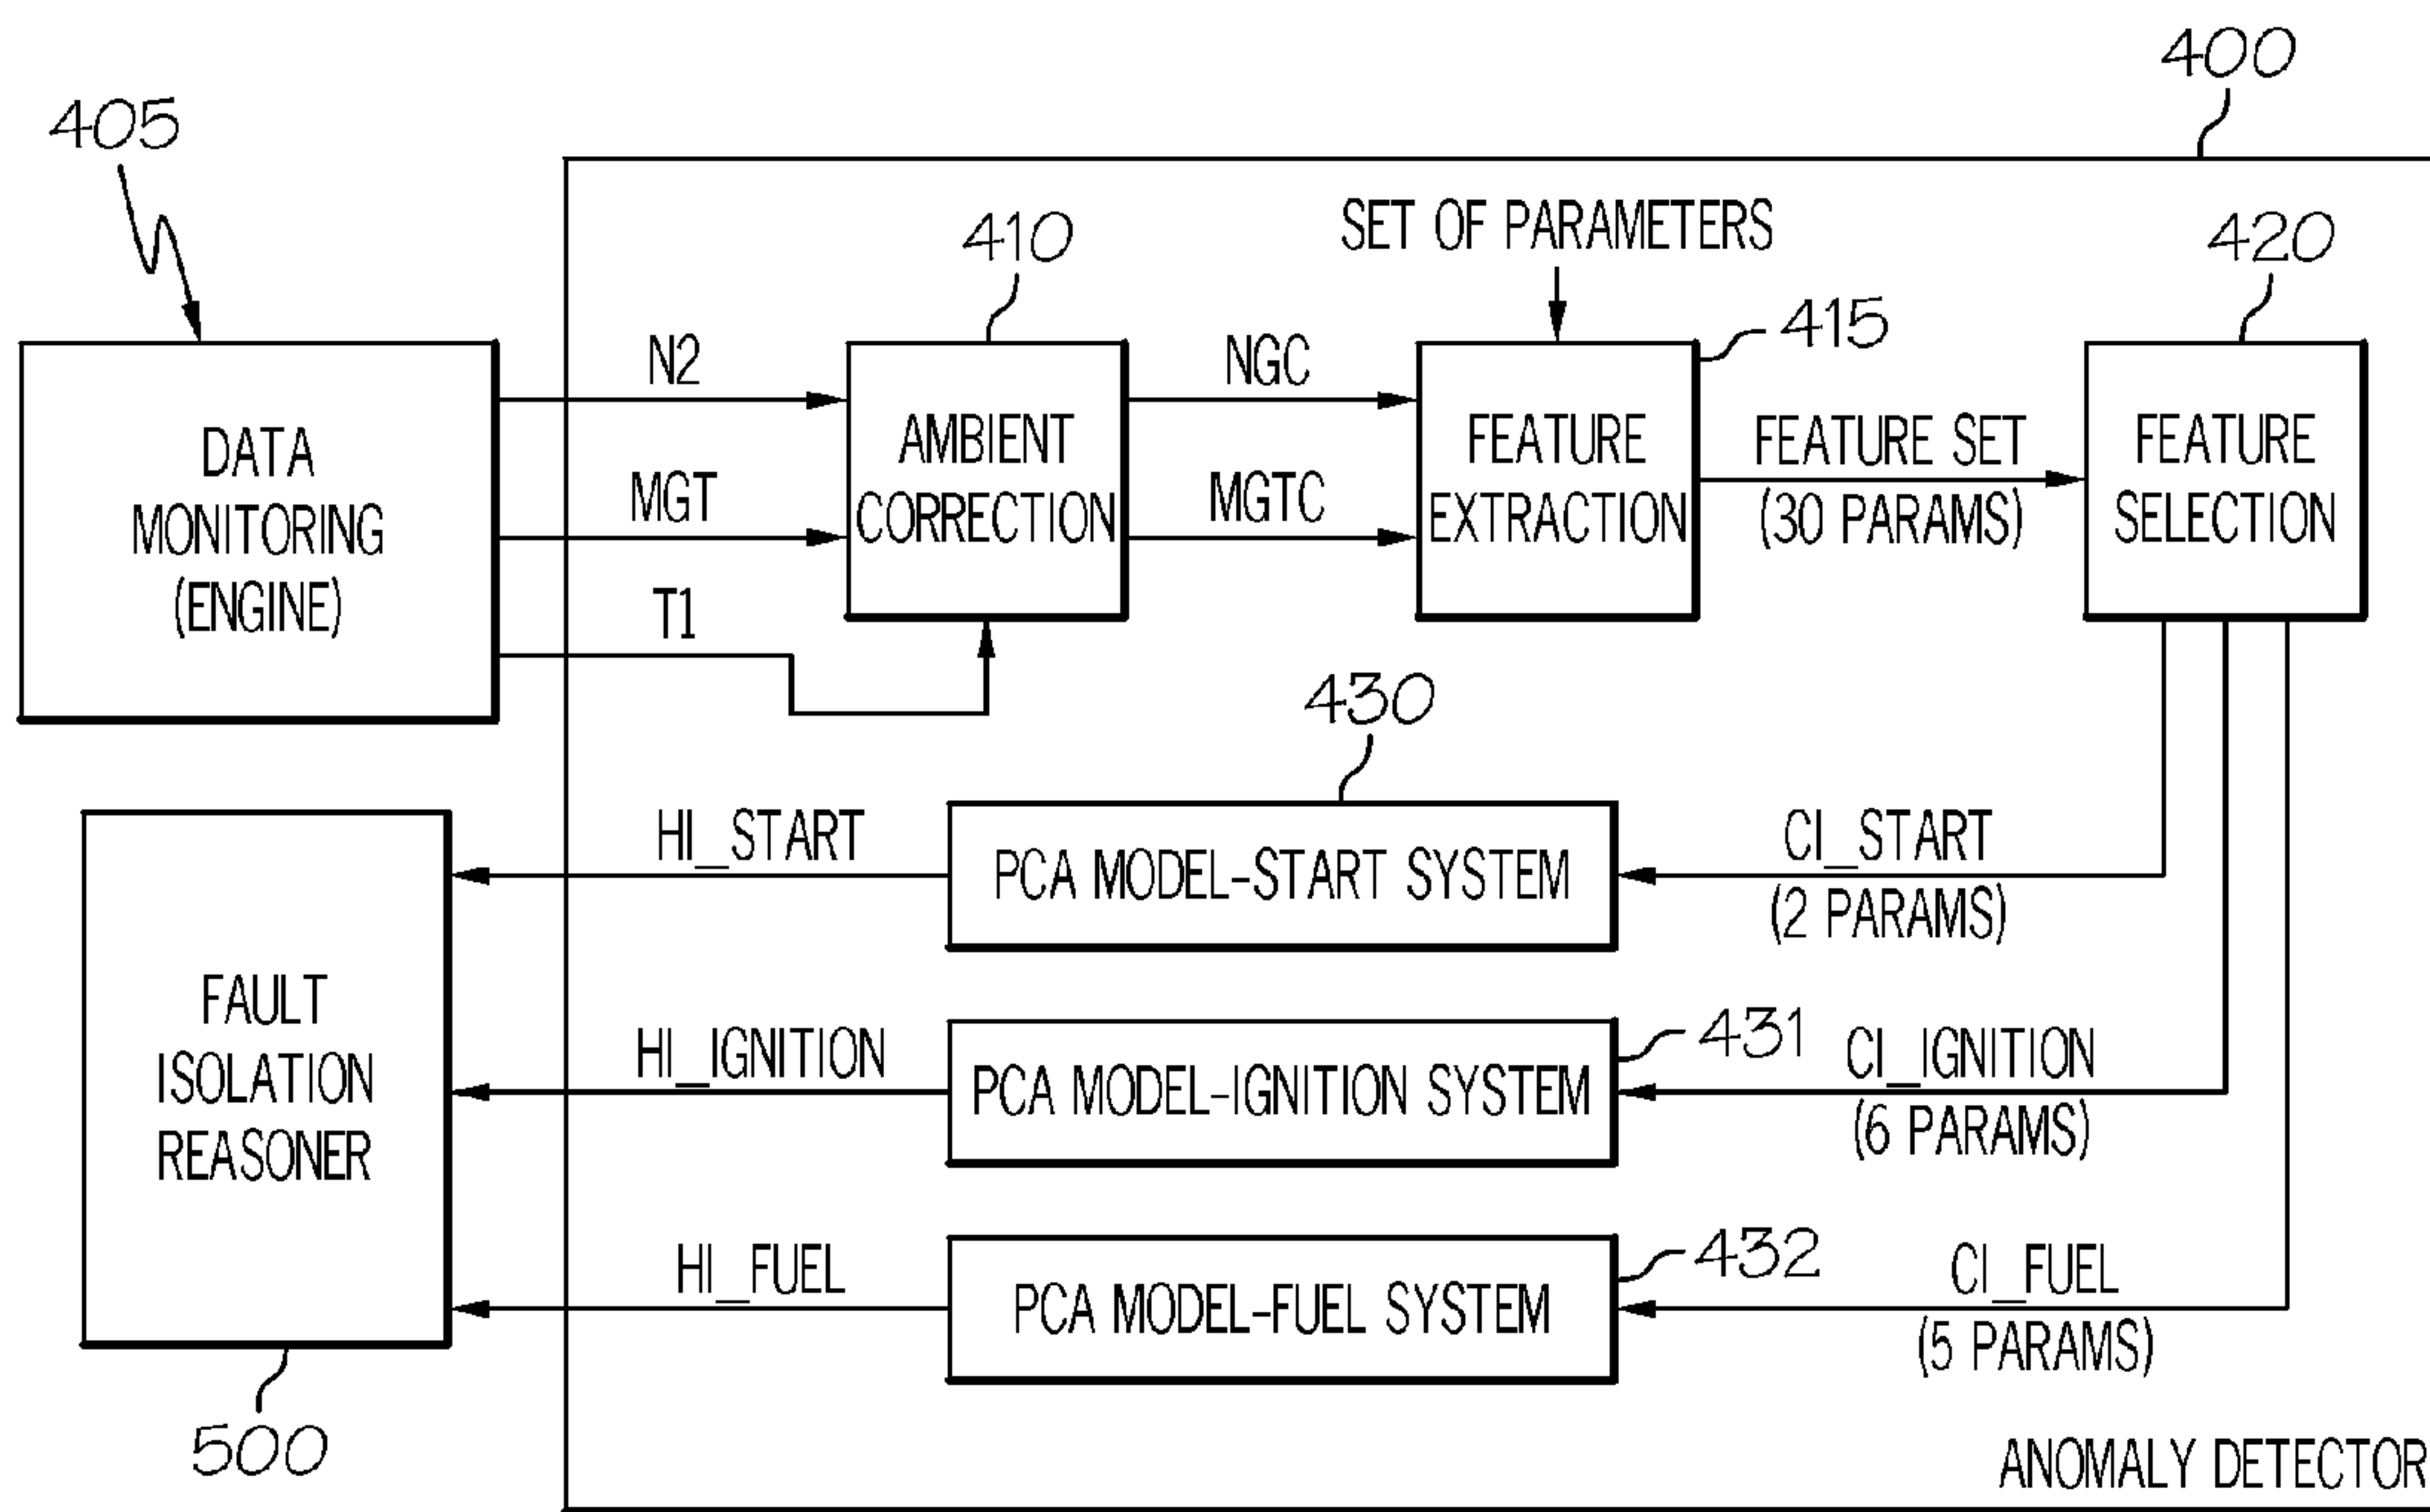 400
405
410
SET OF PARAMETERS
420
415
N2
NGC
DATA
MONITORING
(ENGINE)
AMBIENT
CORRECTION
FEATURE
EXTRACTION
FEATURE SET
(30 PARAMS)
FEATURE
SELECTION
MGT
MGTC
T1
430
HI_START
PCA MODEL-START SYSTEM
CI_START
(2 PARAMS)
FAULT
ISOLATION
REASONER
HI_IGNITION
PCA MODEL-IGNITION SYSTEM
431
CI_IGNITION
(6 PARAMS)
HI_FUEL
PCA MODEL-FUEL SYSTEM
432
CI_FUEL
(5 PARAMS)
500
ANOMALY DETECTOR